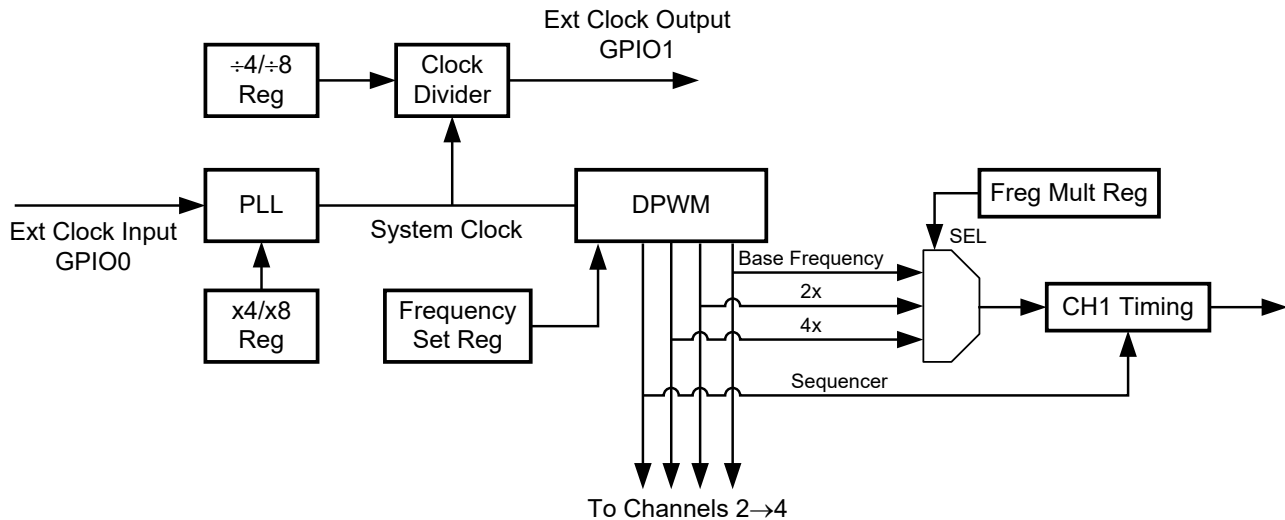 Ext Clock Output
GPIO1
÷4/÷8
Reg
Clock
Divider
PLL
DPWM
Freg Mult Reg
Ext Clock Input
GPIO0
System Clock
SEL
Base Frequency
2x
4x
x4/x8
Reg
Frequency
Set Reg
CH1 Timing
Sequencer
To Channels 2→4